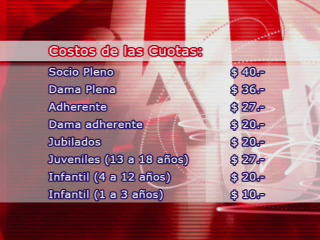 Costos de las Cuotas:
Socio Pleno $ 40.-
Dama Plena $ 36.-
Adherente $ 27.-
Dama adherente $ 20.-
Jubilados $ 20.-
Juveniles (13 a 18 años) $ 27.-
Infantil (4 a 12 años) $ 20.-
Infantil (1 a 3 años) $ 10.-